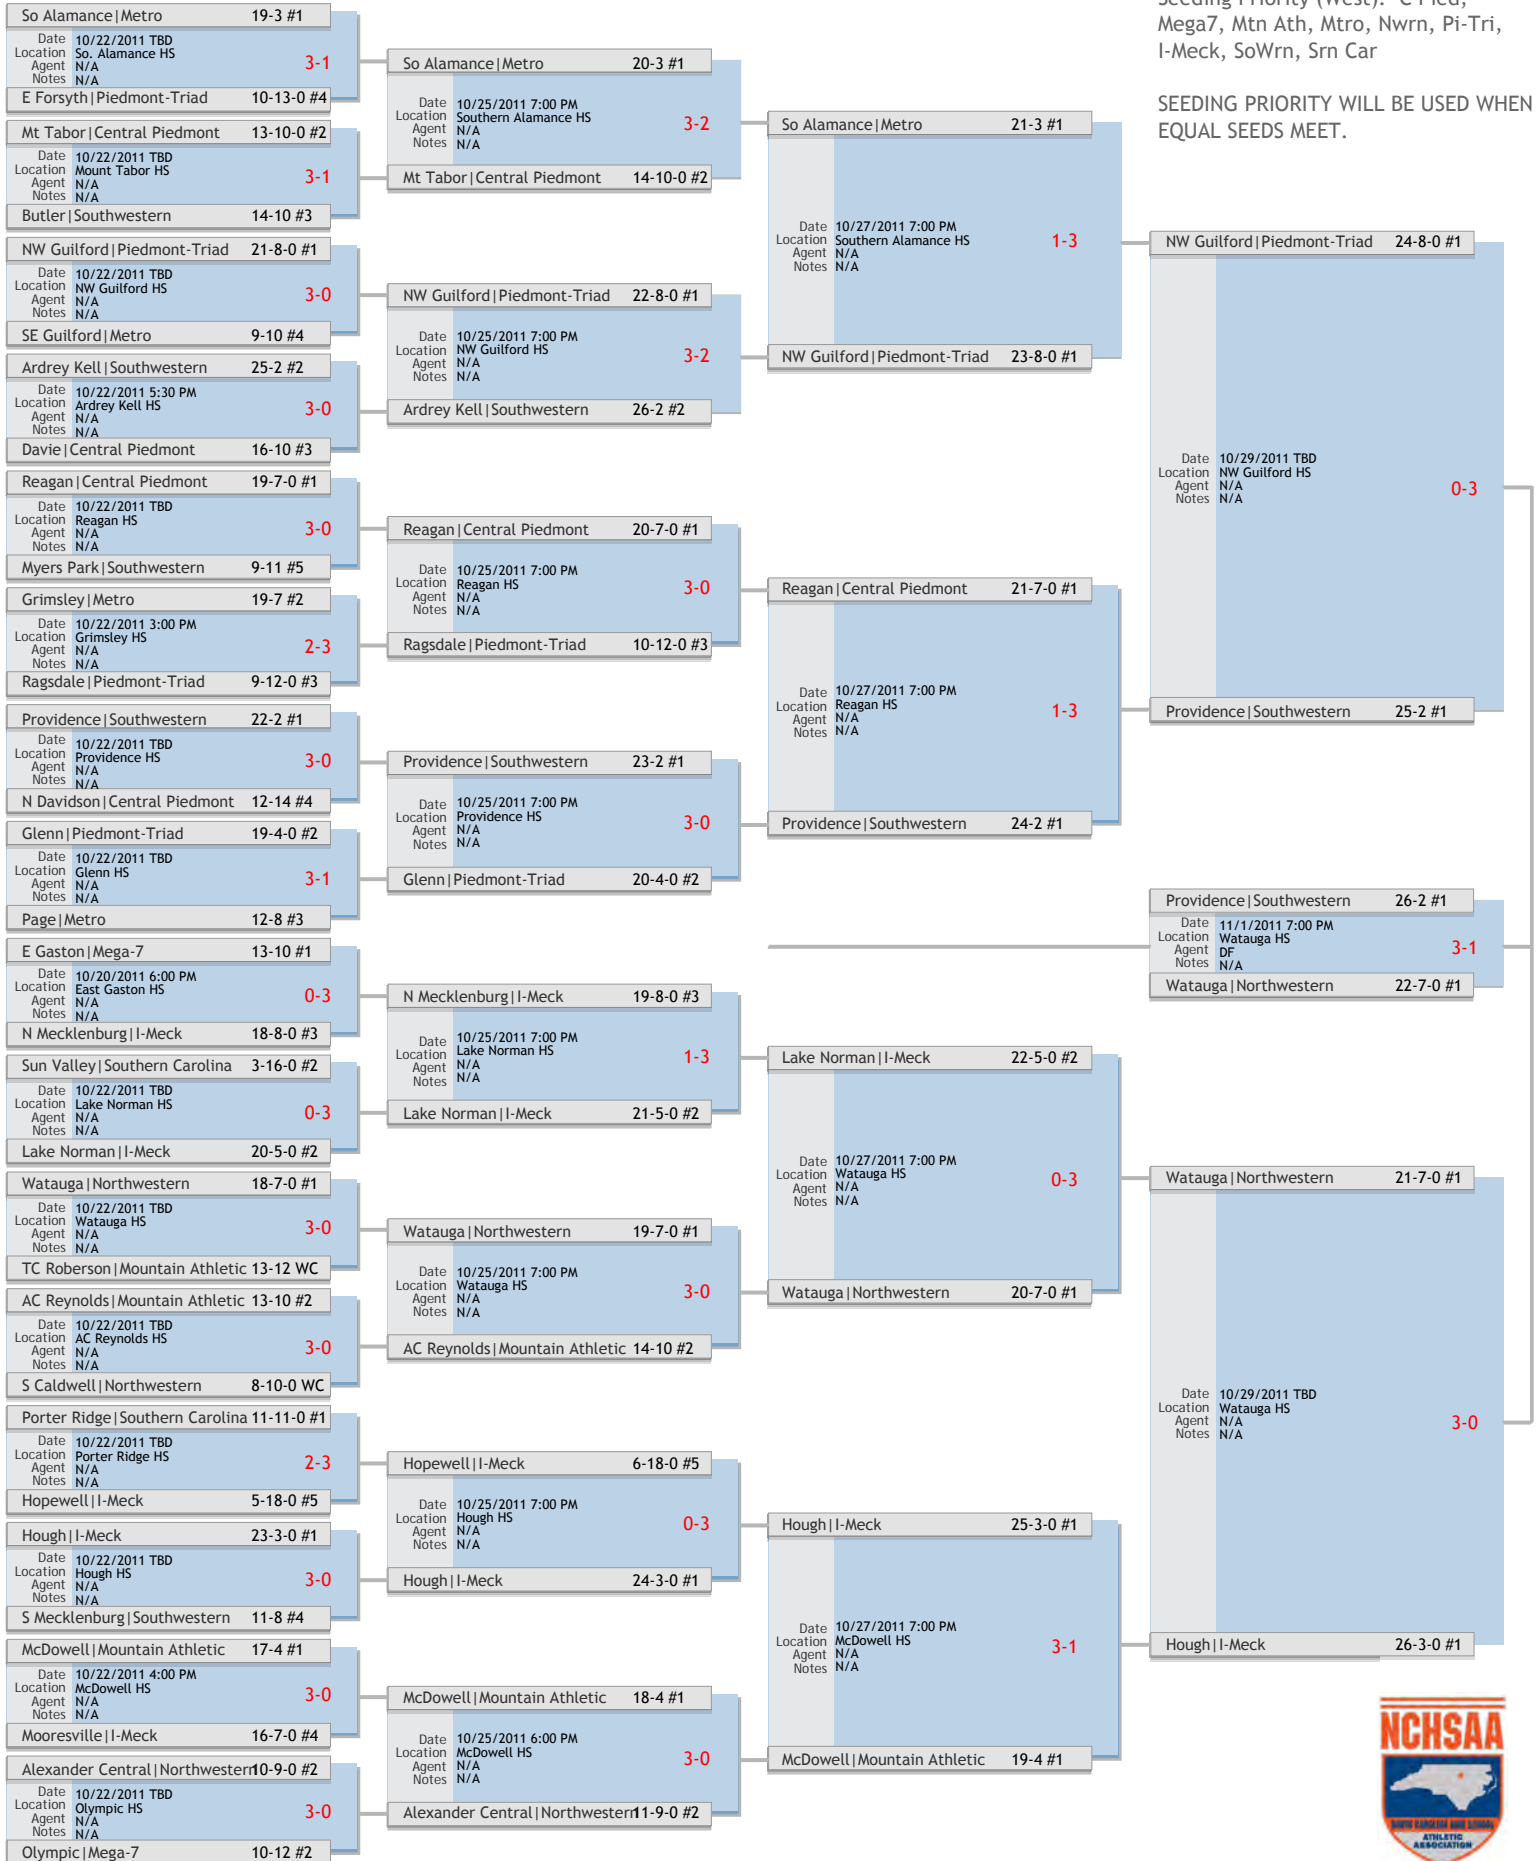 So Alamance|Metro 19-3 #1
Date 10/22/2011 TBD
Location So. Alamance HS
Agent N/A
Notes N/A
3-1
E Forsyth|Piedmont-Triad 10-13-0 #4
Mt Tabor|Central Piedmont 13-10-0 #2
Date 10/22/2011 TBD
Location Mount Tabor HS
Agent N/A
Notes N/A
3-1
Butler|Southwestern 14-10 #3
NW Guilford|Piedmont-Triad 21-8-0 #1
Date 10/22/2011 TBD
Location NW Guilford HS
Agent N/A
Notes N/A
3-0
SE Guilford|Metro 9-10 #4
Ardrey Kell|Southwestern 25-2 #2
Date 10/22/2011 5:30 PM
Location Ardrey Kell HS
Agent N/A
Notes N/A
3-0
Davie|Central Piedmont 16-10 #3
Reagan|Central Piedmont 19-7-0 #1
Date 10/22/2011 TBD
Location Reagan HS
Agent N/A
Notes N/A
3-0
Myers Park|Southwestern 9-11 #5
Grimsley|Metro 19-7 #2
Date 10/22/2011 3:00 PM
Location Grimsley HS
Agent N/A
Notes N/A
2-3
Ragsdale|Piedmont-Triad 9-12-0 #3
Providence|Southwestern 22-2 #1
Date 10/22/2011 TBD
Location Providence HS
Agent N/A
Notes N/A
3-0
N Davidson|Central Piedmont 12-14 #4
Glenn|Piedmont-Triad 19-4-0 #2
Date 10/22/2011 TBD
Location Glenn HS
Agent N/A
Notes N/A
3-1
Page|Metro 12-8 #3
E Gaston|Mega-7 13-10 #1
Date 10/20/2011 6:00 PM
Location East Gaston HS
Agent N/A
Notes N/A
0-3
N Mecklenburg|I-Meck 18-8-0 #3
Sun Valley|Southern Carolina 3-16-0 #2
Date 10/22/2011 TBD
Location Lake Norman HS
Agent N/A
Notes N/A
0-3
Lake Norman|I-Meck 20-5-0 #2
Watauga|Northwestern 18-7-0 #1
Date 10/22/2011 TBD
Location Watauga HS
Agent N/A
Notes N/A
3-0
TC Roberson|Mountain Athletic 13-12 WC
AC Reynolds|Mountain Athletic 13-10 #2
Date 10/22/2011 TBD
Location AC Reynolds HS
Agent N/A
Notes N/A
3-0
S Caldwell|Northwestern 8-10-0 WC
Porter Ridge|Southern Carolina 11-11-0 #1
Date 10/22/2011 TBD
Location Porter Ridge HS
Agent N/A
Notes N/A
2-3
Hopewell|I-Meck 5-18-0 #5
Hough|I-Meck 23-3-0 #1
Date 10/22/2011 TBD
Location Hough HS
Agent N/A
Notes N/A
3-0
S Mecklenburg|Southwestern 11-8 #4
McDowell|Mountain Athletic 17-4 #1
Date 10/22/2011 4:00 PM
Location McDowell HS
Agent N/A
Notes N/A
3-0
Mooresville|I-Meck 16-7-0 #4
Alexander Central|Northwestern10-9-0 #2
Date 10/22/2011 TBD
Location Olympic HS
Agent N/A
Notes N/A
3-0
Olympic|Mega-7 10-12 #2
So Alamance|Metro 20-3 #1
Date 10/25/2011 7:00 PM
Location Southern Alamance HS
Agent N/A
Notes N/A
3-2
Mt Tabor|Central Piedmont 14-10-0 #2
NW Guilford|Piedmont-Triad 22-8-0 #1
Date 10/25/2011 7:00 PM
Location NW Guilford HS
Agent N/A
Notes N/A
3-2
Ardrey Kell|Southwestern 26-2 #2
Reagan|Central Piedmont 20-7-0 #1
Date 10/25/2011 7:00 PM
Location Reagan HS
Agent N/A
Notes N/A
3-0
Ragsdale|Piedmont-Triad 10-12-0 #3
Providence|Southwestern 23-2 #1
Date 10/25/2011 7:00 PM
Location Providence HS
Agent N/A
Notes N/A
3-0
Glenn|Piedmont-Triad 20-4-0 #2
N Mecklenburg|I-Meck 19-8-0 #3
Date 10/25/2011 7:00 PM
Location Lake Norman HS
Agent N/A
Notes N/A
1-3
Lake Norman|I-Meck 21-5-0 #2
Watauga|Northwestern 19-7-0 #1
Date 10/25/2011 7:00 PM
Location Watauga HS
Agent N/A
Notes N/A
3-0
AC Reynolds|Mountain Athletic 14-10 #2
Hopewell|I-Meck 6-18-0 #5
Date 10/25/2011 7:00 PM
Location Hough HS
Agent N/A
Notes N/A
0-3
Hough|I-Meck 24-3-0 #1
McDowell|Mountain Athletic 18-4 #1
Date 10/25/2011 6:00 PM
Location McDowell HS
Agent N/A
Notes N/A
3-0
Alexander Central|Northwestern11-9-0 #2
So Alamance|Metro 21-3 #1
Date 10/27/2011 7:00 PM
Location Southern Alamance HS
Agent N/A
Notes N/A
1-3
NW Guilford|Piedmont-Triad 23-8-0 #1
Reagan|Central Piedmont 21-7-0 #1
Date 10/27/2011 7:00 PM
Location Reagan HS
Agent N/A
Notes N/A
1-3
Providence|Southwestern 24-2 #1
Lake Norman|I-Meck 22-5-0 #2
Date 10/27/2011 7:00 PM
Location Watauga HS
Agent N/A
Notes N/A
0-3
Watauga|Northwestern 20-7-0 #1
Hough|I-Meck 25-3-0 #1
Date 10/27/2011 7:00 PM
Location McDowell HS
Agent N/A
Notes N/A
3-1
McDowell|Mountain Athletic 19-4 #1
Seeding Priority (West): C Pied,
Mega7, Mtn Ath, Mtro, Nwrn, Pi-Tri,
I-Meck, SoWrn, Srn Car
SEEDING PRIORITY WILL BE USED WHEN
EQUAL SEEDS MEET.
NW Guilford|Piedmont-Triad 24-8-0 #1
Date 10/29/2011 TBD
Location NW Guilford HS
Agent N/A
Notes N/A
0-3
Providence|Southwestern 25-2 #1
Providence|Southwestern 26-2 #1
Date 11/1/2011 7:00 PM
Location Watauga HS
Agent DF
Notes N/A
3-1
Watauga|Northwestern 22-7-0 #1
Watauga|Northwestern 21-7-0 #1
Date 10/29/2011 TBD
Location Watauga HS
Agent N/A
Notes N/A
3-0
Hough|I-Meck 26-3-0 #1
NCHSAA
NORTH CAROLINA HIGH SCHOOL
ATHLETIC
ASSOCIATION